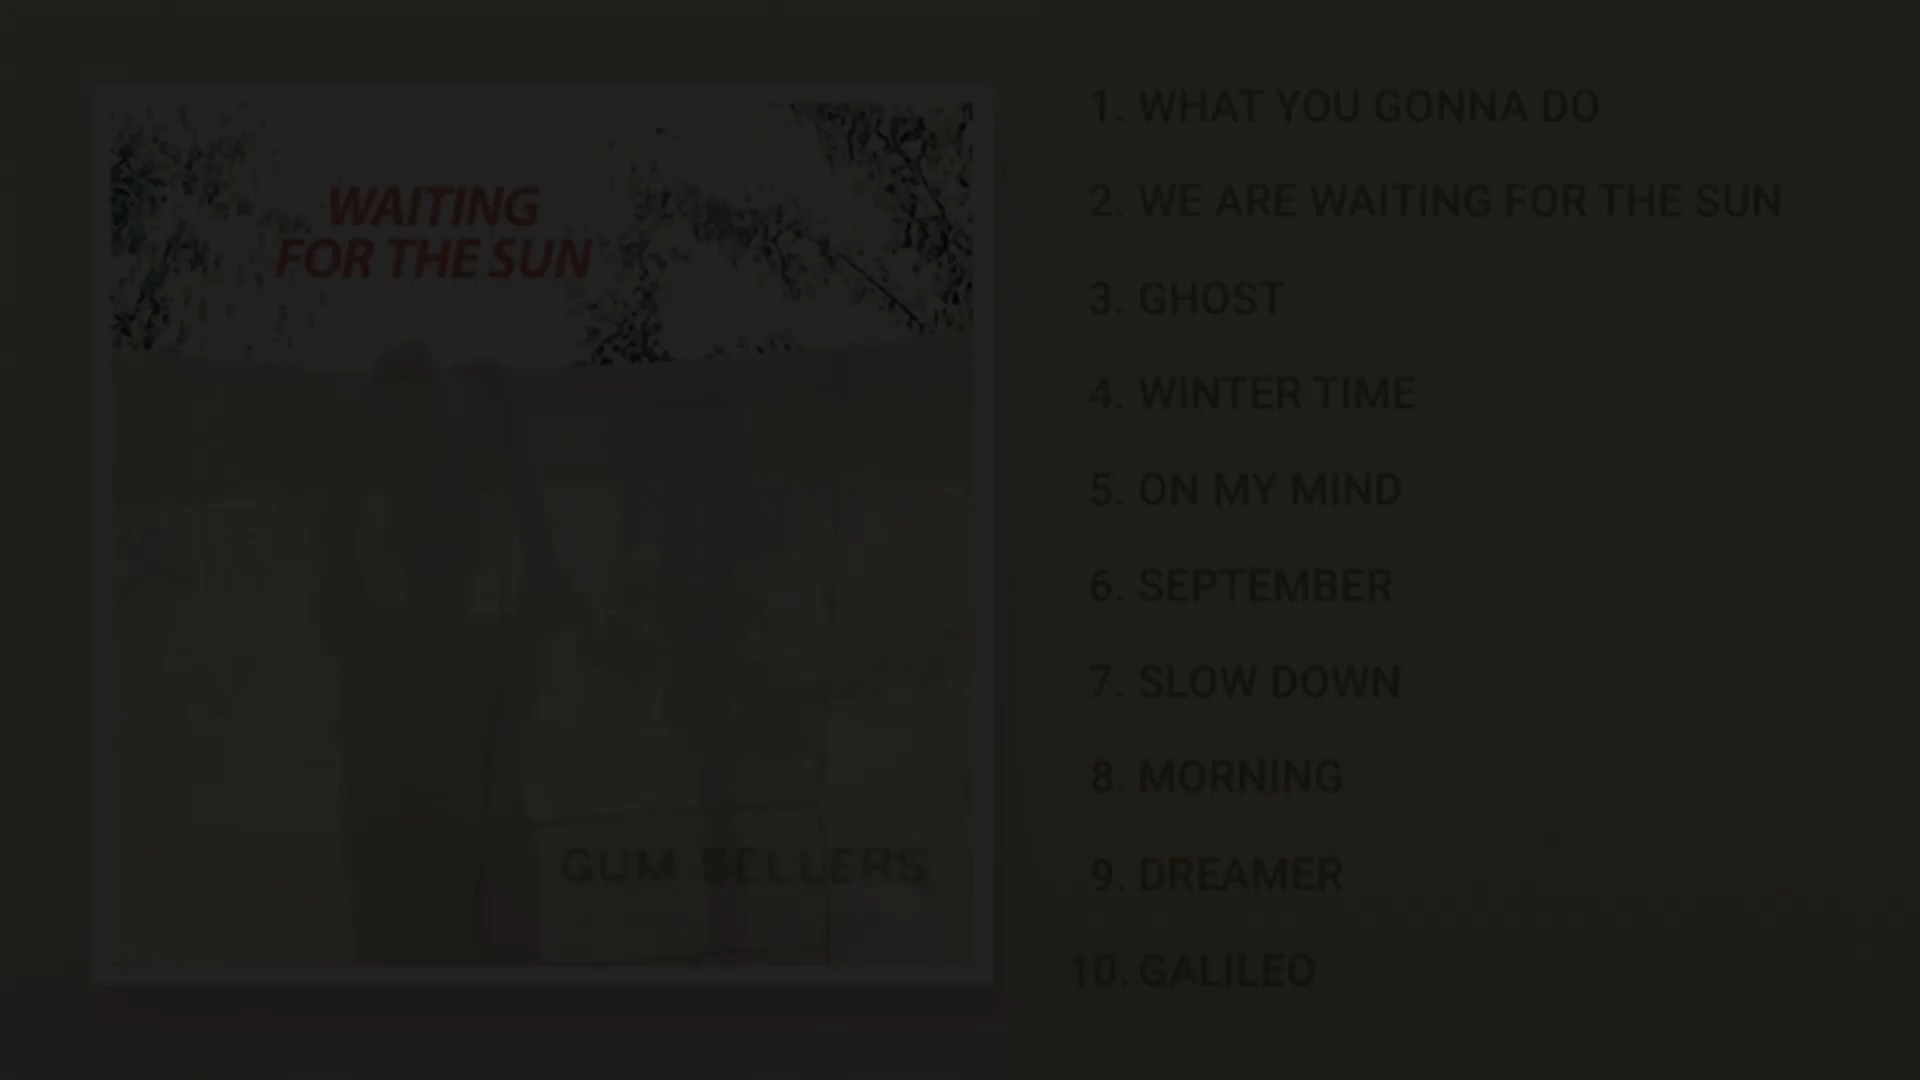 WAITING
FOR THE SUN
GUM SELLERS
1. WHAT YOU GONNA DO
2. WE ARE WAITING FOR THE SUN
3. GHOST
4. WINTER TIME
5. ON MY MIND
6. SEPTEMBER
7. SLOW DOWN
8. MORNING
9. DREAMER
10. GALILEO